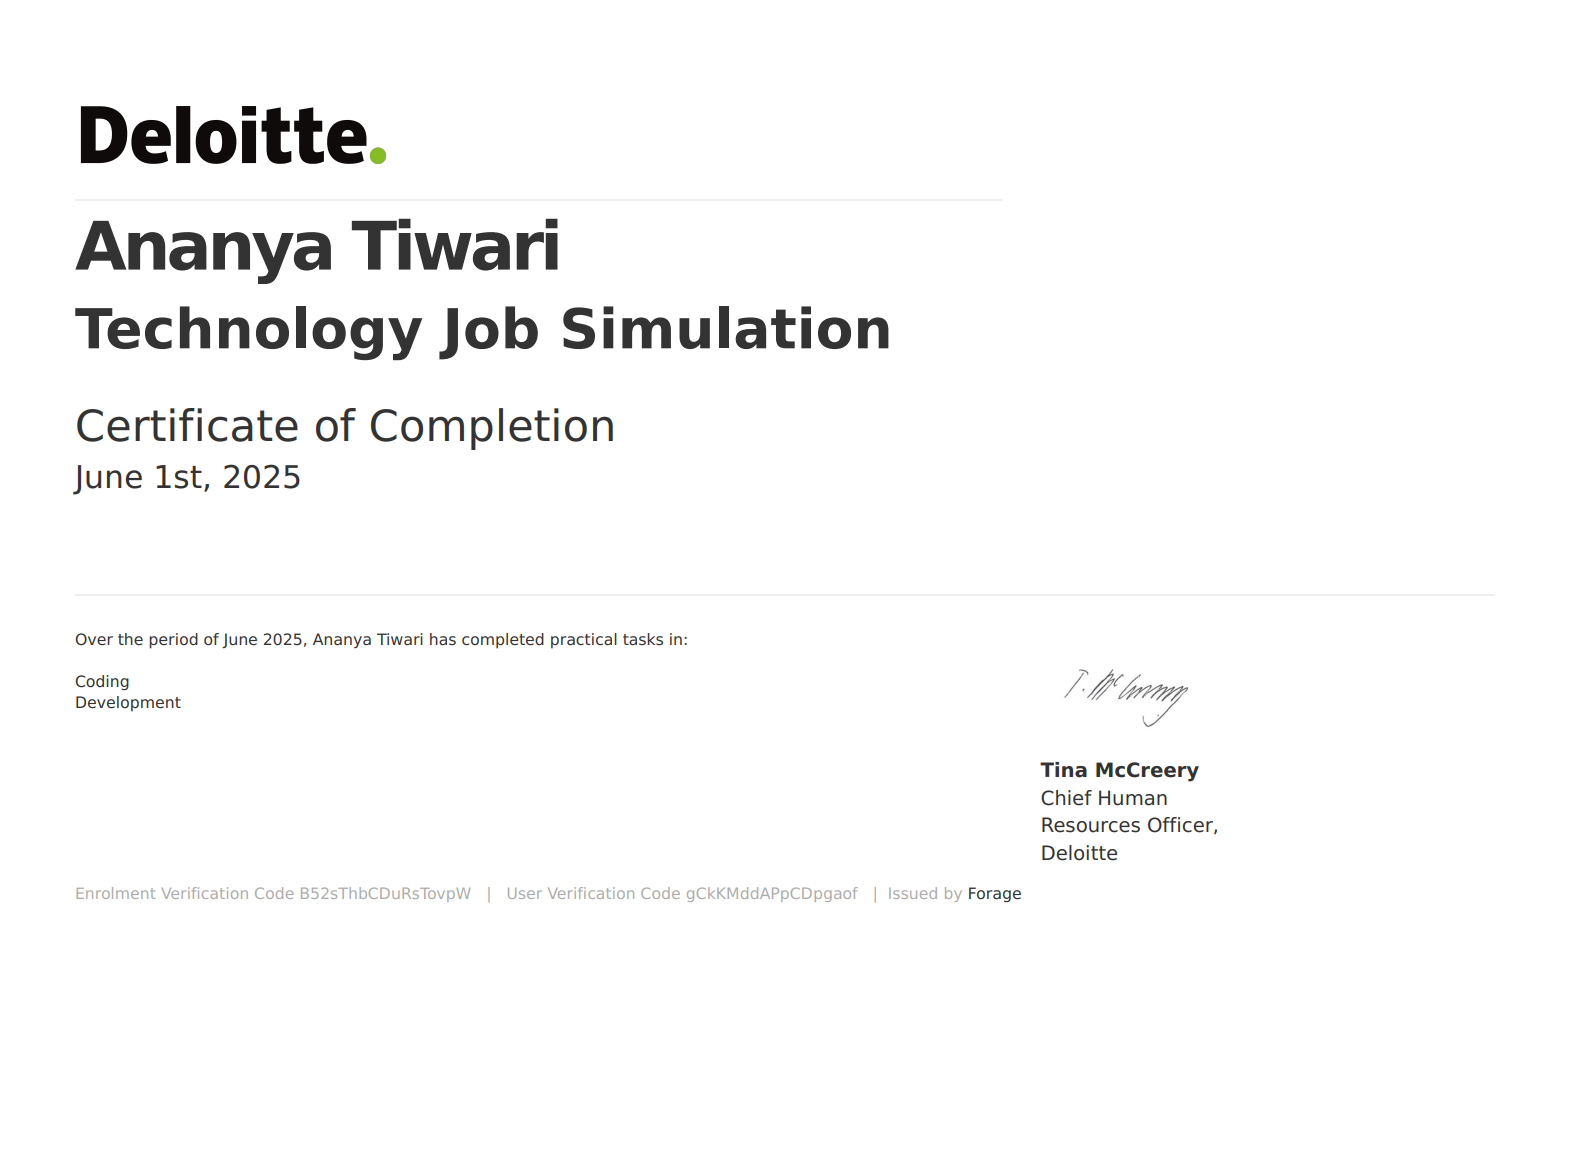 Deloitte.
Ananya Tiwari
Technology Job Simulation
Certificate of Completion
June 1st, 2025
Over the period of June 2025, Ananya Tiwari has completed practical tasks in:
Coding
Development
T. McCreery
Tina McCreery
Chief Human
Resources Officer,
Deloitte
Enrolment Verification Code B52sThbCDuRsTovpW | User Verification Code gCkKMddAPpCDpgaof | Issued by Forage